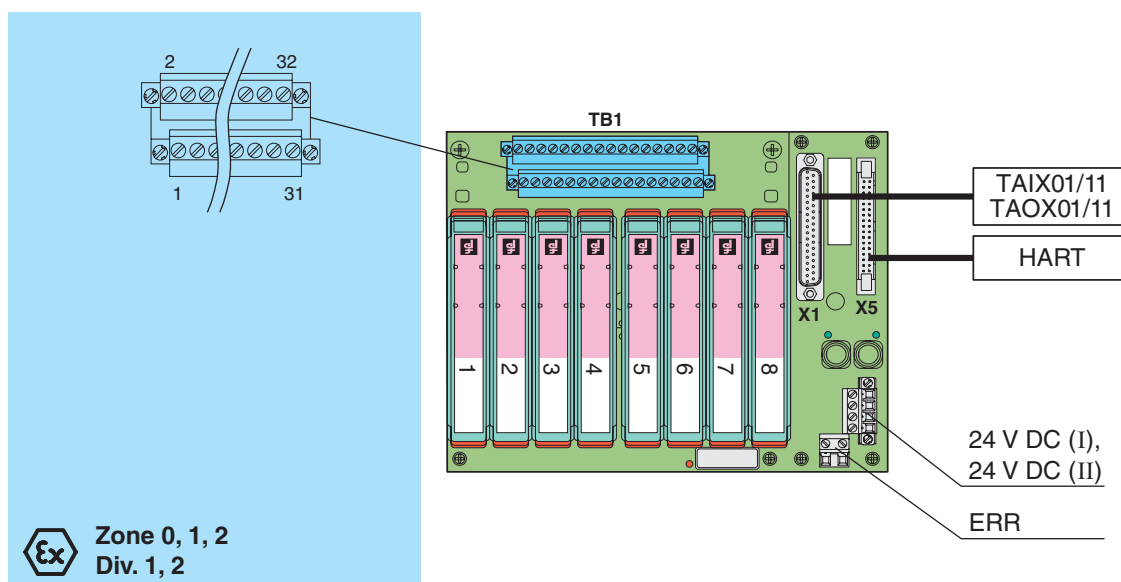 2 32
1 31
TB1
TAIX01/11
TAOX01/11
HART
X1 X5
1 2 3 4 5 6 7 8
24 V DC (I),
24 V DC (II)
ERR
Ex Zone 0, 1, 2
Div. 1, 2